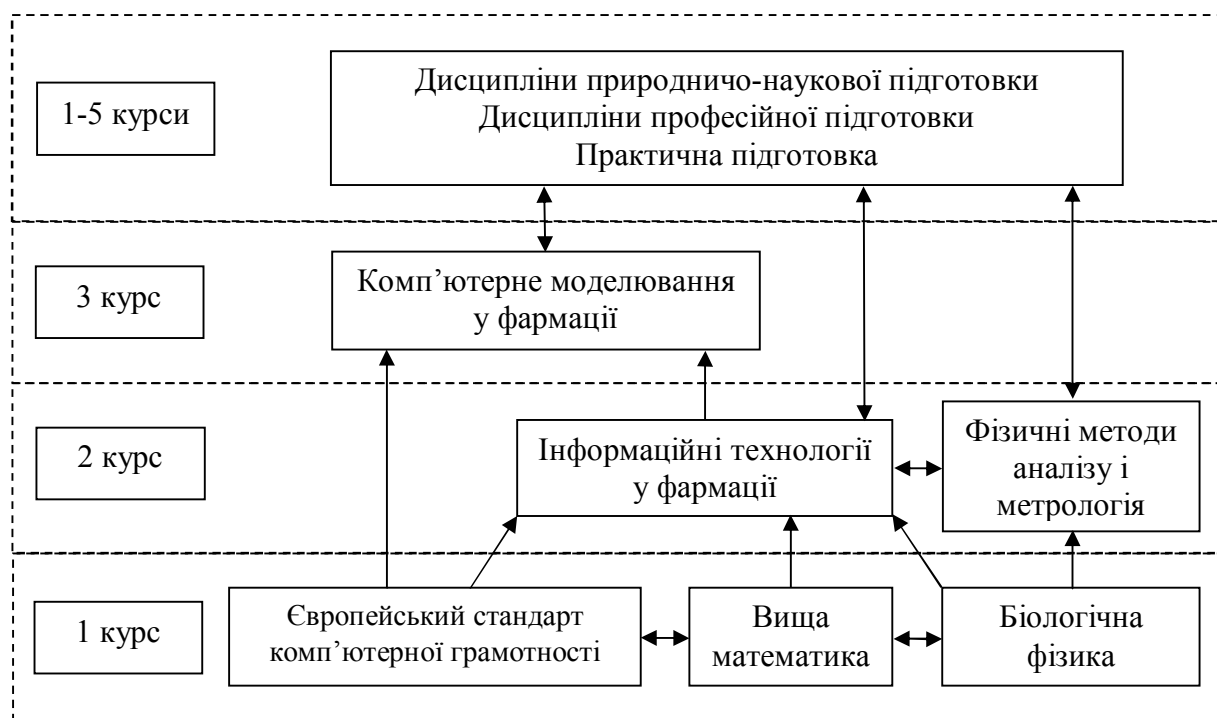 1-5 курси
Дисципліни природничо-наукової підготовки
Дисципліни професійної підготовки
Практична підготовка
3 курс
Комп’ютерне моделювання
у фармації
2 курс
Інформаційні технології
у фармації
Фізичні методи
аналізу і
метрологія
1 курс
Європейський стандарт
комп’ютерної грамотності
Вища
математика
Біологічна
фізика